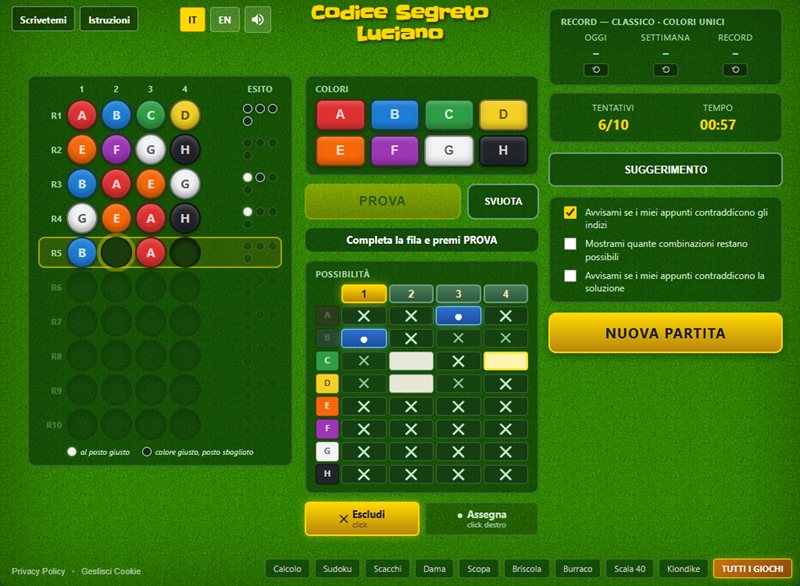 Scrivetemi
Istruzioni
IT
EN
Codice Segreto
Luciano
RECORD — CLASSICO - COLORI UNICI
OGGI SETTIMANA RECORD
– – –
TENTATIVI TEMPO
6/10 00:57
SUGGERIMENTO
Avvisami se i miei appunti contraddicono gli
indizi
Mostrami quante combinazioni restano
possibili
Avvisami se i miei appunti contraddicono la
soluzione
NUOVA PARTITA
1 2 3 4 ESITO
R1 A B C D
R2 E F G H
R3 B A E G
R4 G E A H
R5 B A
R6
R7
R8
R9
R10
al posto giusto
colore giusto, posto sbagliato
COLORI
A B C D
E F G H
PROVA
SVUOTA
Completa la fila e premi PROVA
POSSIBILITÀ
1 2 3 4
A
B
C
D
E
F
G
H
Escludi
click
Assegna
click destro
Privacy Policy • Gestisci Cookie
Calcolo
Sudoku
Scacchi
Dama
Scopa
Briscola
Burraco
Scala 40
Klondike
TUTTI I GIOCHI